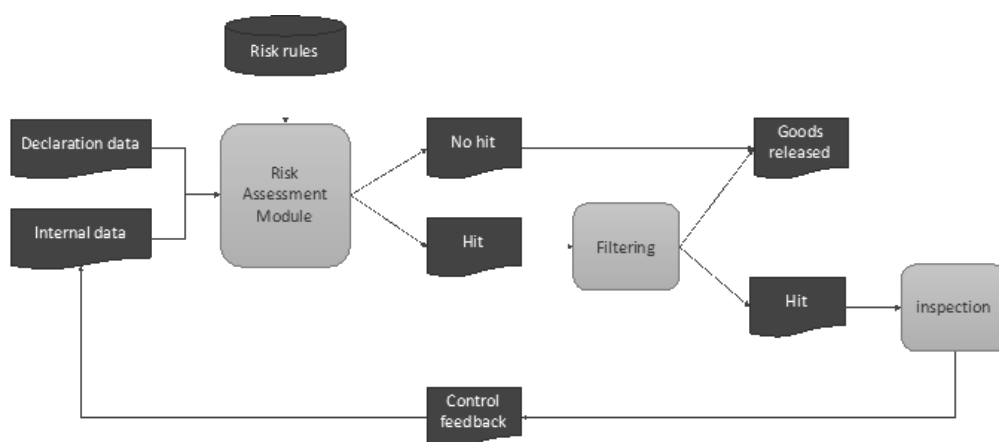 Risk rules
Declaration data
No hit
Goods
released
Risk
Assessment
Module
Internal data
Hit
Filtering
Hit
inspection
Control
feedback